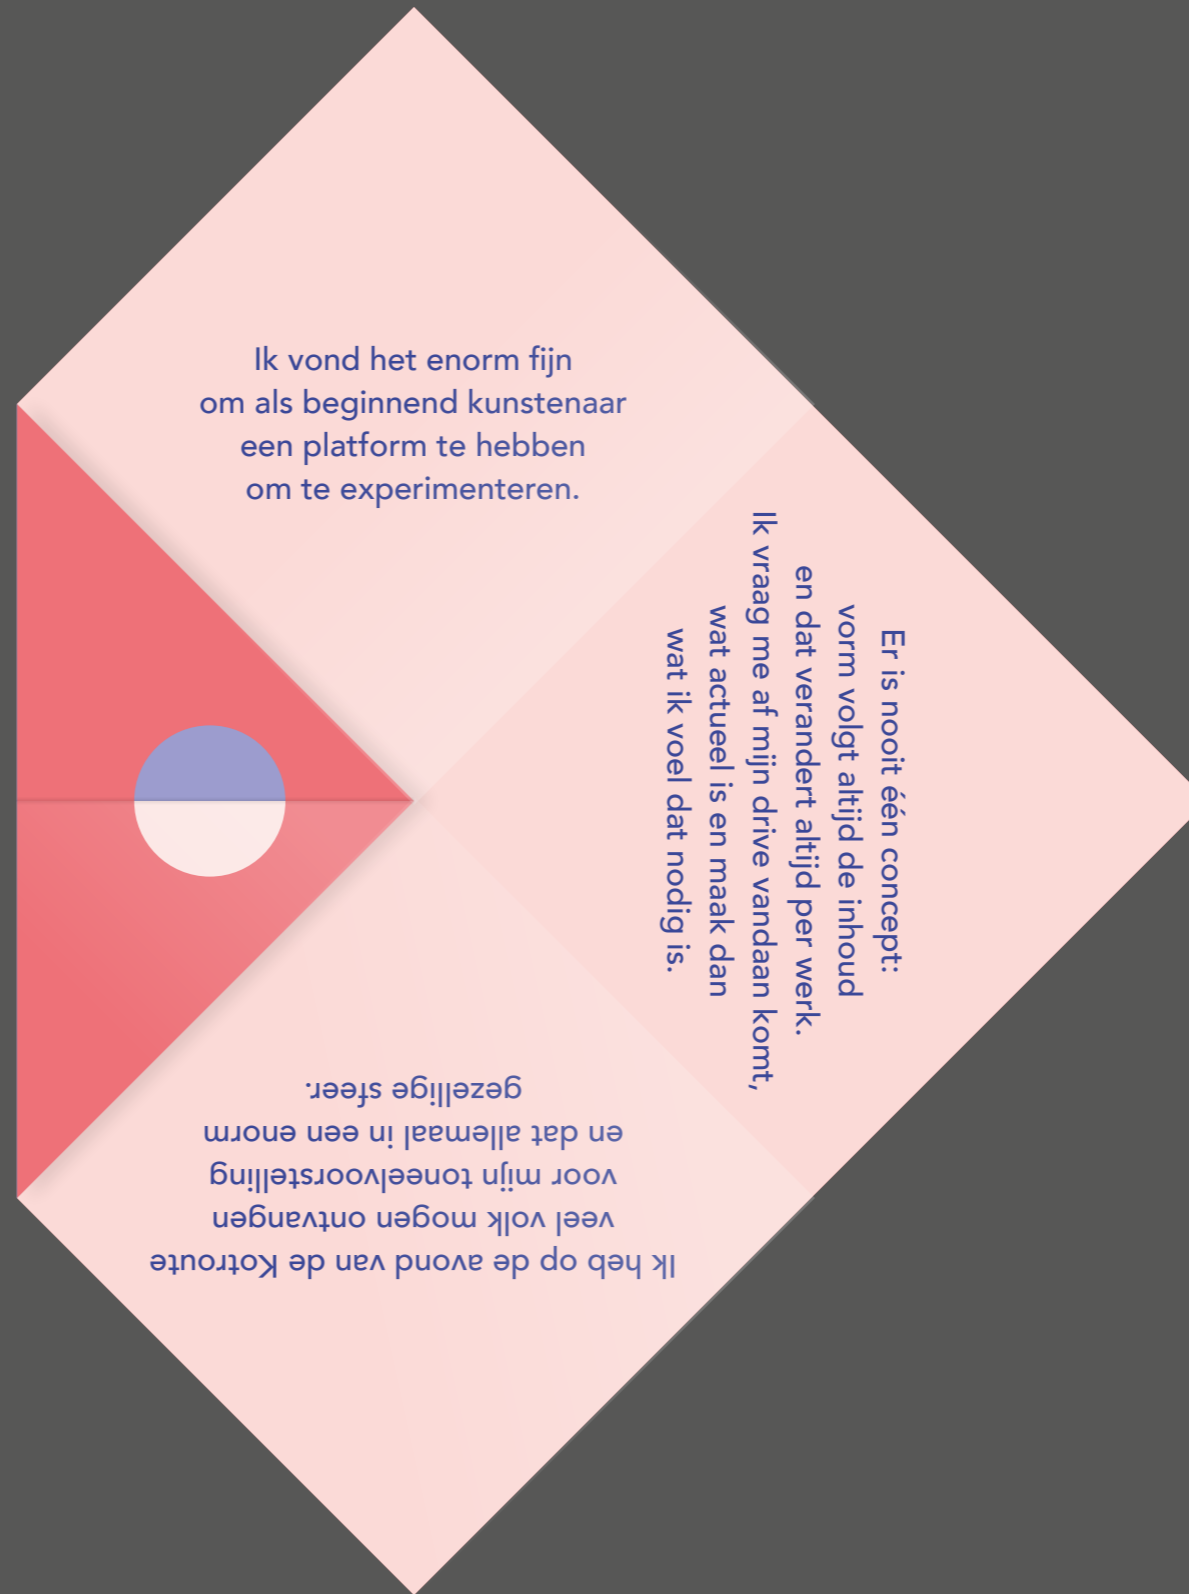 Ik vond het enorm fijn
om als beginnend kunstenaar
een platform te hebben
om te experimenteren.
Er is nooit één concept:
vorm volgt altijd de inhoud
en dat verandert altijd per werk.
Ik vraag me af mijn drive vandaan komt,
wat actueel is en maak dan
wat ik voel dat nodig is.
Ik heb op de avond van de Kotroute
veel volk mogen ontvangen
voor mijn toneelvoorstelling
en dat allemaal in een enorm
gezellige sfeer.